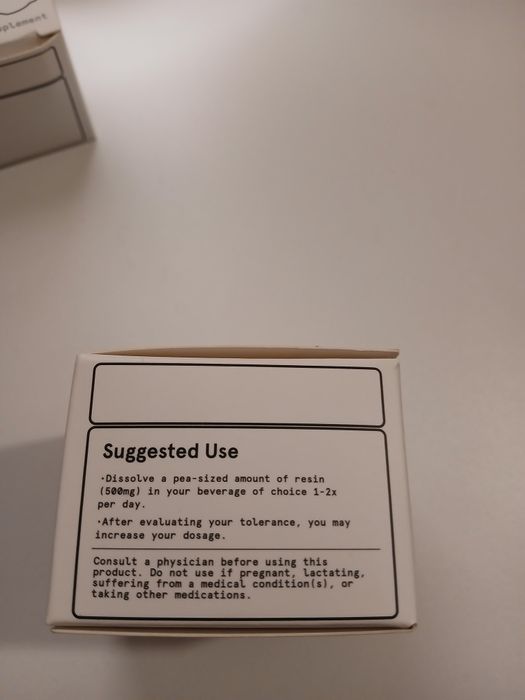 Suggested Use
·Dissolve a pea-sized amount of resin
(500mg) in your beverage of choice 1-2x
per day.
·After evaluating your tolerance, you may
increase your dosage.
Consult a physician before using this
product. Do not use if pregnant, lactating,
suffering from a medical condition(s), or
taking other medications.